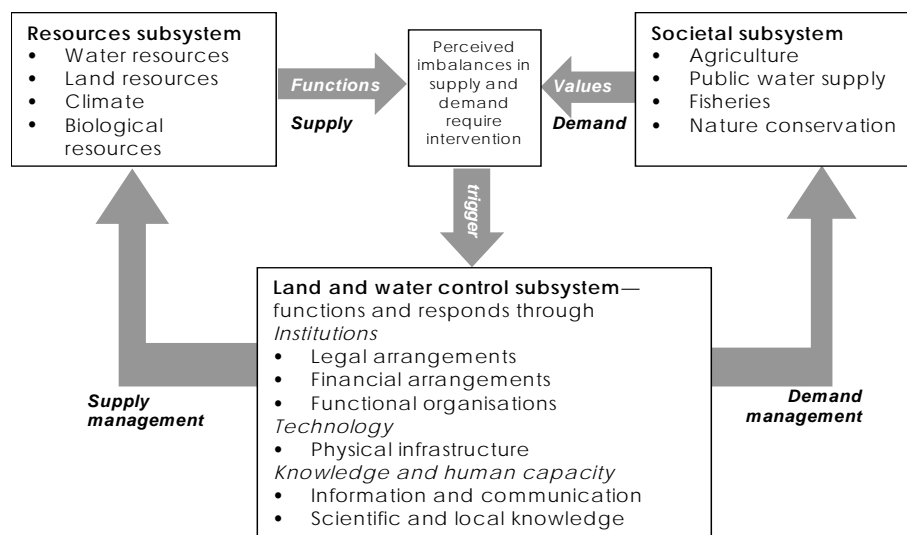 Resources subsystem
• Water resources
• Land resources
• Climate
• Biological
resources
Functions
Supply
Perceived
imbalances in
supply and
demand
require
intervention
Values
Demand
Societal subsystem
• Agriculture
• Public water supply
• Fisheries
• Nature conservation
trigger
Land and water control subsystem—
functions and responds through
Institutions
• Legal arrangements
• Financial arrangements
• Functional organisations
Technology
• Physical infrastructure
Knowledge and human capacity
• Information and communication
• Scientific and local knowledge
Supply
management
Demand
management